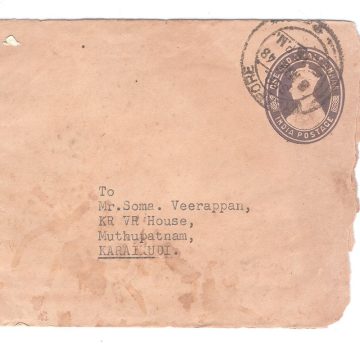 INDIA POSTAGE
To
Mr.Soma. Veerappan,
KR VR House,
Muthupatnam,
KARAIKUDI.